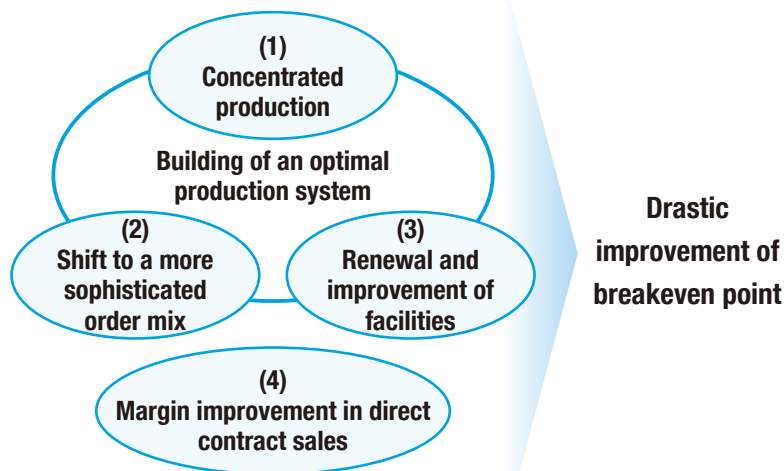 (1)
Concentrated
production
Building of an optimal
production system
(2)
Shift to a more
sophisticated
order mix
(3)
Renewal and
improvement of
facilities
(4)
Margin improvement in direct
contract sales
Drastic
improvement of
breakeven point